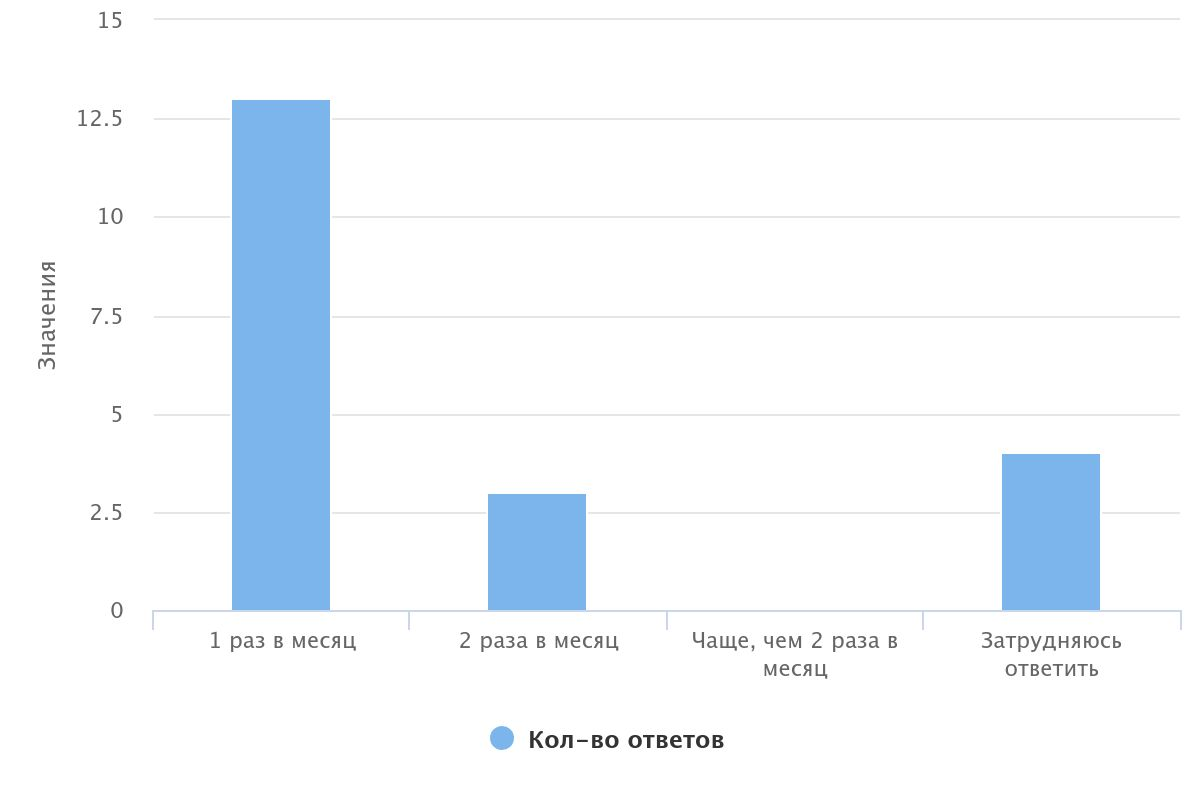 15
12.5
10
7.5
5
2.5
0
Значения
1 раз в месяц
2 раза в месяц
Чаще, чем 2 раза в
месяц
Затрудняюсь
ответить
Кол-во ответов